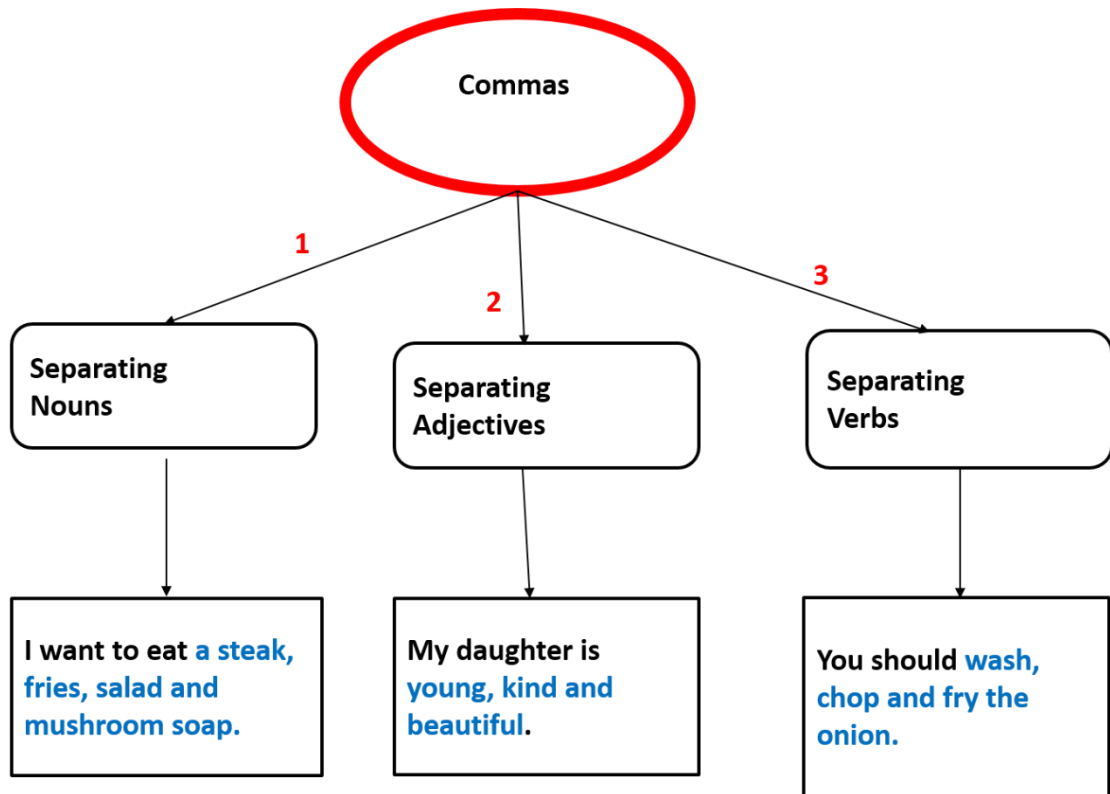 Commas
1
2
3
Separating
Nouns
Separating
Adjectives
Separating
Verbs
I want to eat a steak,
fries, salad and
mushroom soap.
My daughter is
young, kind and
beautiful.
You should wash,
chop and fry the
onion.